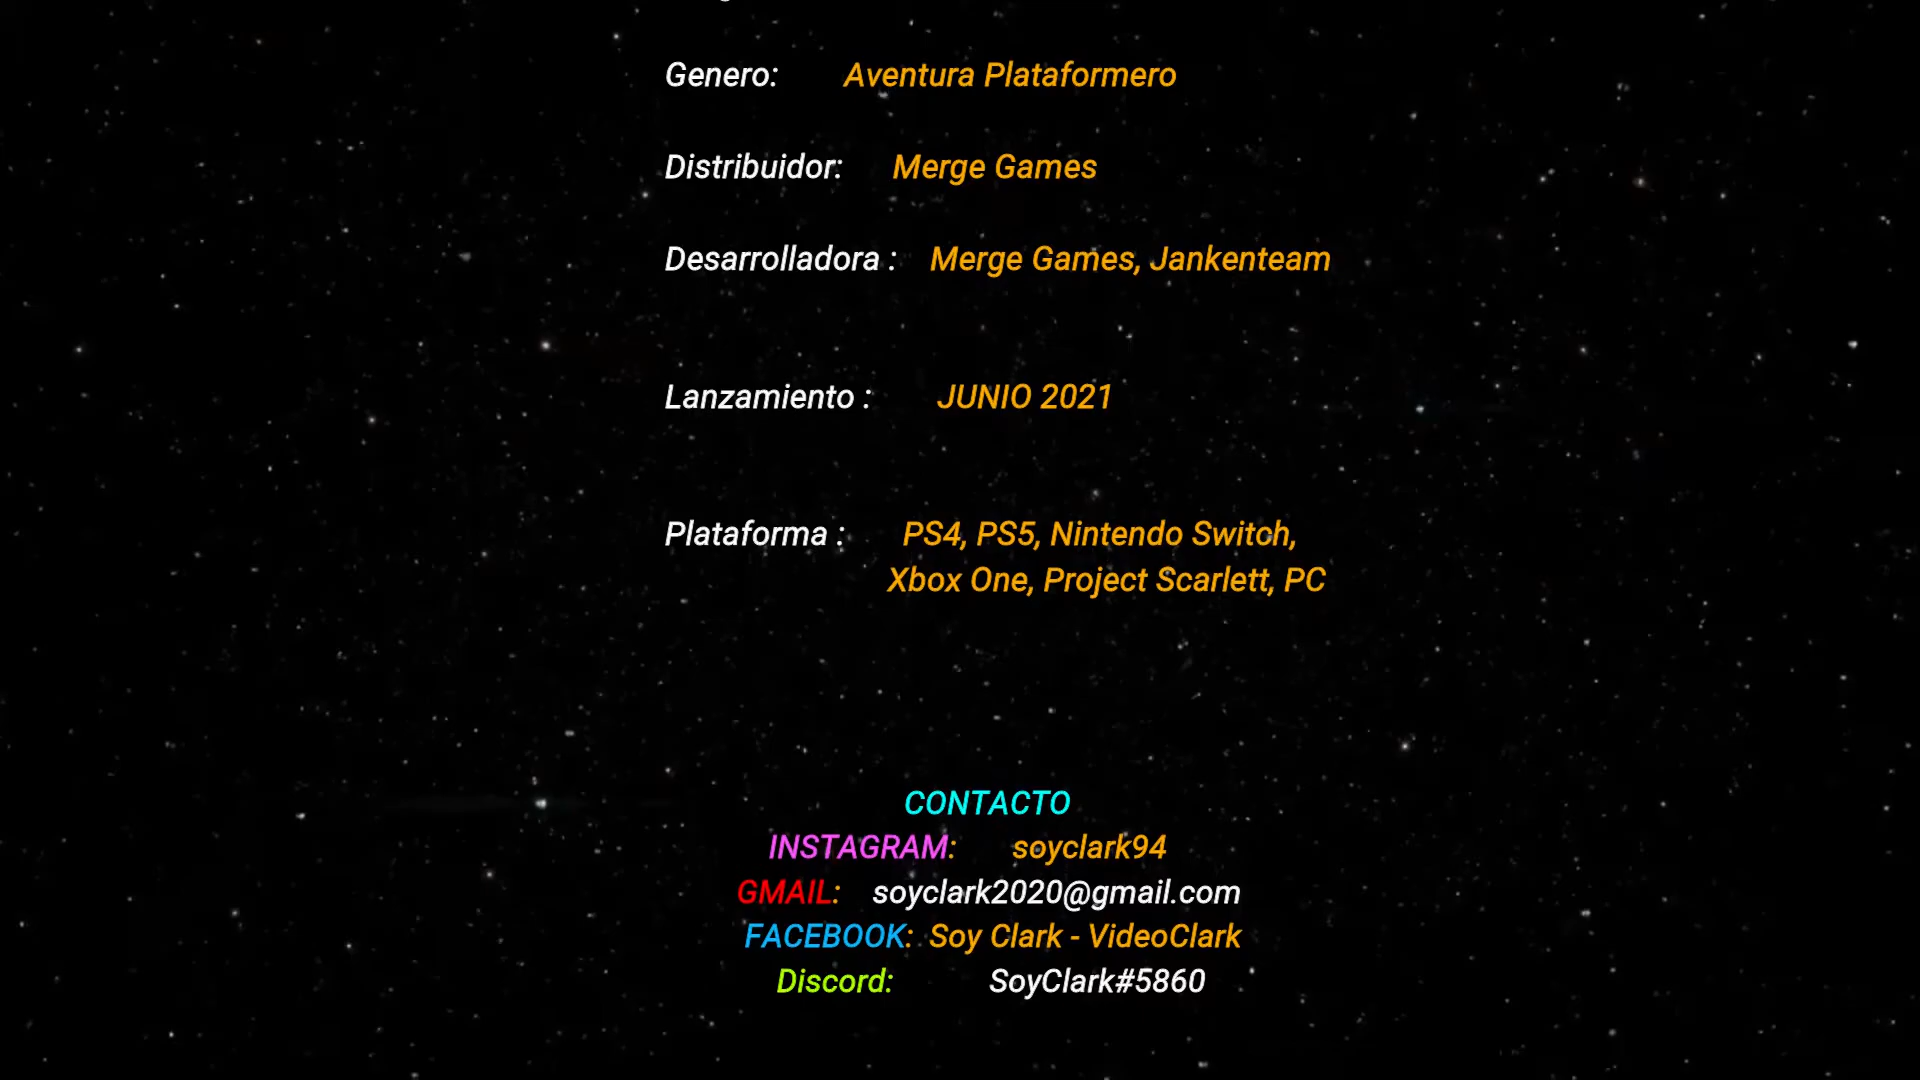 Genero: Aventura Plataformero
Distribuidor: Merge Games
Desarrolladora : Merge Games, Jankenteam
Lanzamiento : JUNIO 2021
Plataforma : PS4, PS5, Nintendo Switch,
Xbox One, Project Scarlett, PC
CONTACTO
INSTAGRAM: soyclark94
GMAIL: soyclark2020@gmail.com
FACEBOOK: Soy Clark - VideoClark
Discord: SoyClark#5860